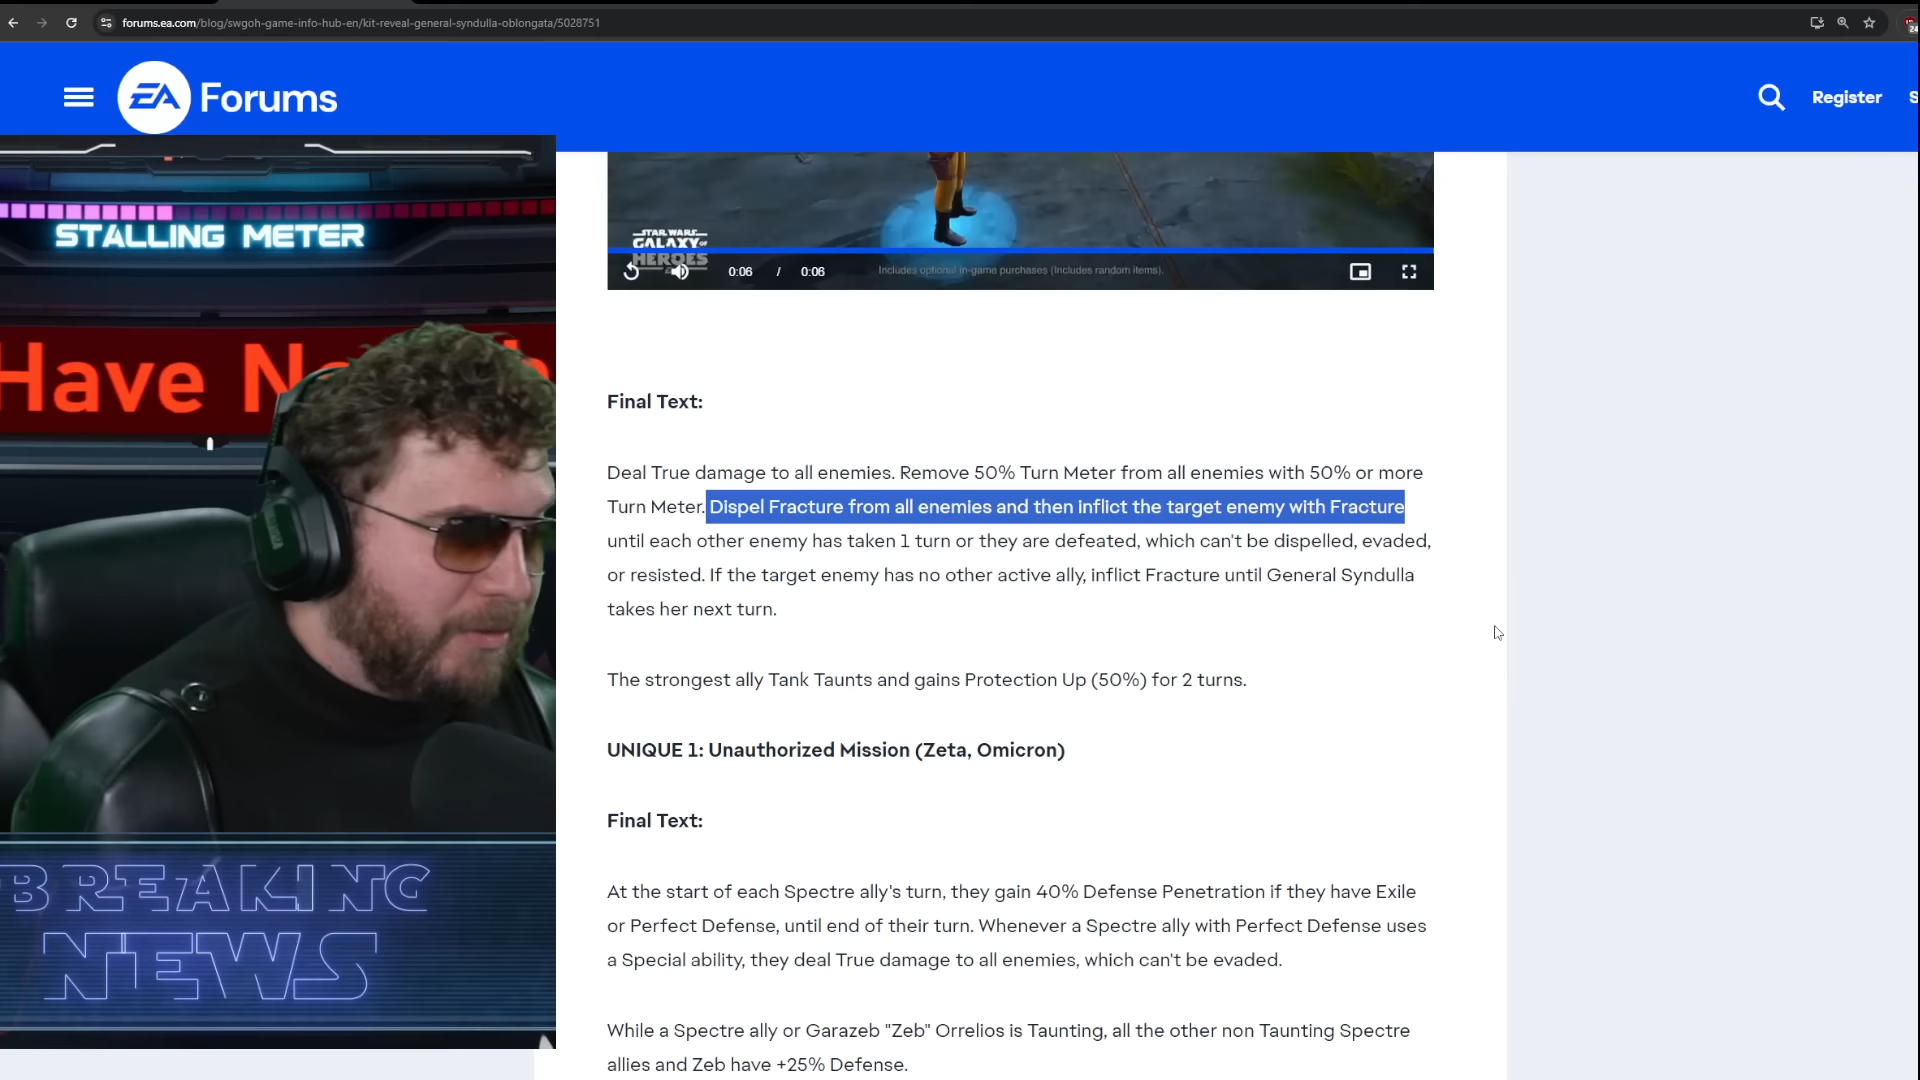 forums.ea.com/blog/swgoh-game-info-hub-en/kit-reveal-general-syndulla-oblongata/5028751
24
EA Forums
Register
S
STALLING METER
Have N
BREAKING
NEWS
STAR WARS
GALAXY OF
HEROES
0:06 / 0:06
Includes optional in-game purchases (Includes random items).
Final Text:
Deal True damage to all enemies. Remove 50% Turn Meter from all enemies with 50% or more
Turn Meter. Dispel Fracture from all enemies and then inflict the target enemy with Fracture
until each other enemy has taken 1 turn or they are defeated, which can't be dispelled, evaded,
or resisted. If the target enemy has no other active ally, inflict Fracture until General Syndulla
takes her next turn.
The strongest ally Tank Taunts and gains Protection Up (50%) for 2 turns.
UNIQUE 1: Unauthorized Mission (Zeta, Omicron)
Final Text:
At the start of each Spectre ally's turn, they gain 40% Defense Penetration if they have Exile
or Perfect Defense, until end of their turn. Whenever a Spectre ally with Perfect Defense uses
a Special ability, they deal True damage to all enemies, which can't be evaded.
While a Spectre ally or Garazeb "Zeb" Orrelios is Taunting, all the other non Taunting Spectre
allies and Zeb have +25% Defense.